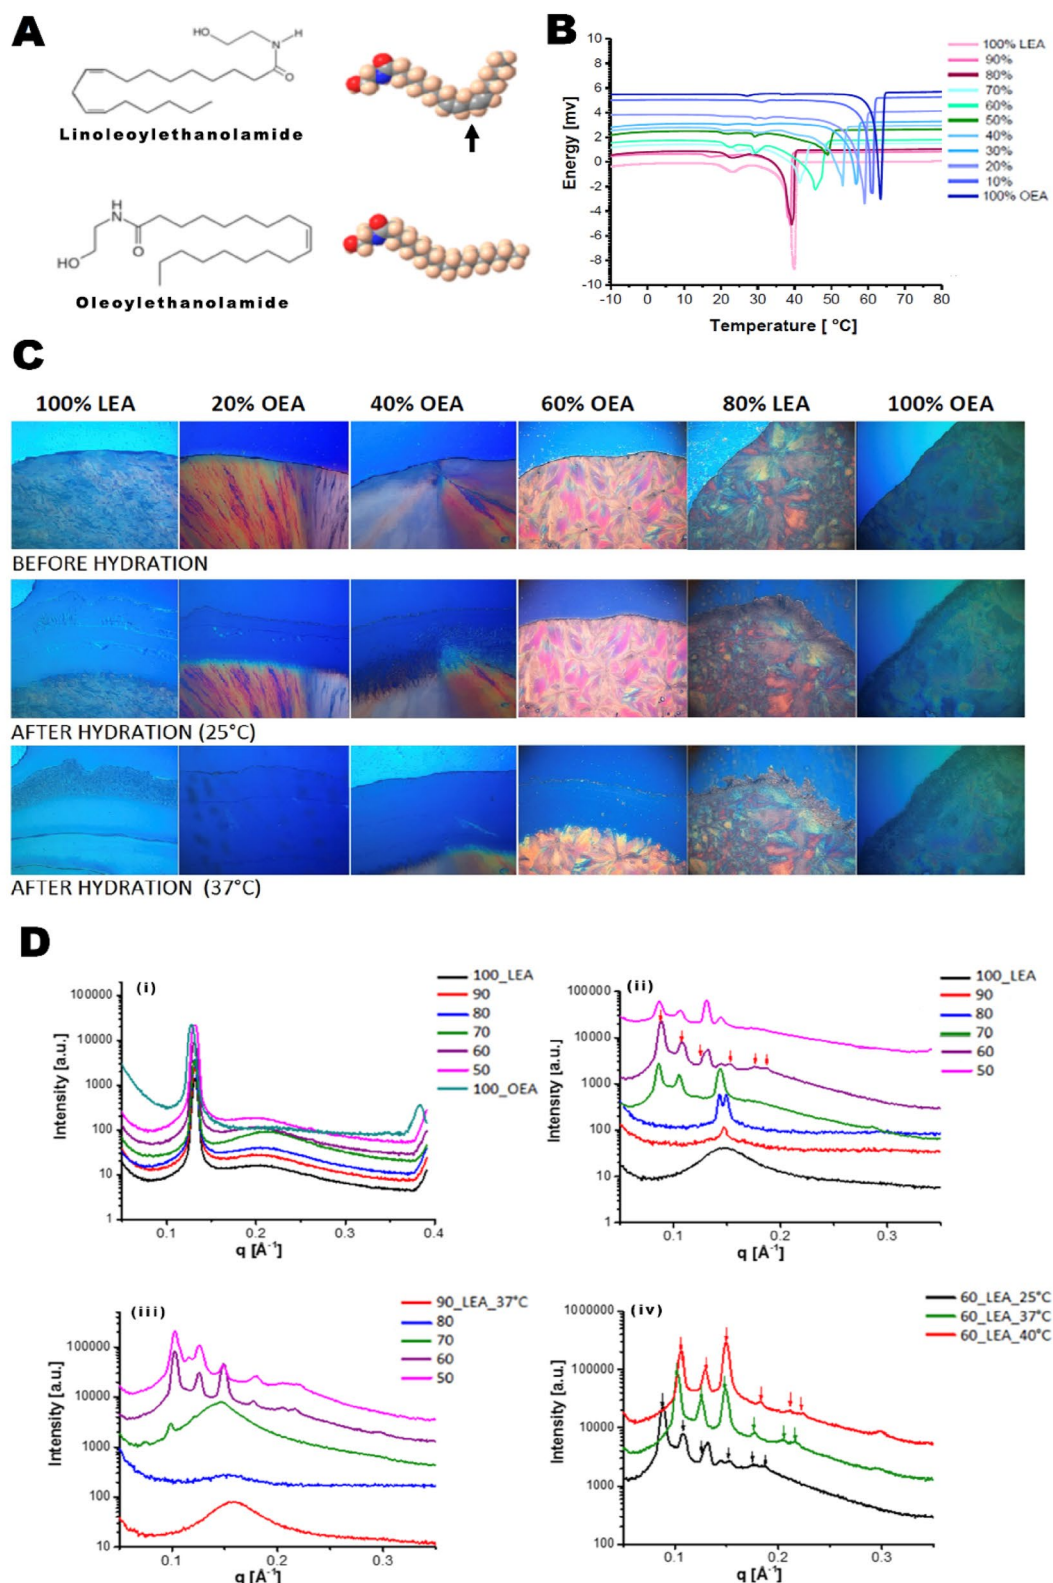 A
HO
N
H
O
Linoleoylethanolamide
H
N
O
HO
Oleoylethanolamide
B
10
8
6
4
2
0
-2
-4
-6
-8
-10
Energy [mv]
-10 0 10 20 30 40 50 60 70 80
Temperature [ °C]
100% LEA
90%
80%
70%
60%
50%
40%
30%
20%
10%
100% OEA
C
100% LEA 20% OEA 40% OEA 60% OEA 80% LEA 100% OEA
BEFORE HYDRATION
AFTER HYDRATION (25°C)
AFTER HYDRATION (37°C)
D
(i)
100000
10000
1000
100
10
1
Intensity [a.u.]
0.1 0.2 0.3 0.4
q [Å-1]
100_LEA
90
80
70
60
50
100_OEA
(ii)
100000
10000
1000
100
10
1
Intensity [a.u.]
0.1 0.2 0.3
q [Å-1]
100_LEA
90
80
70
60
50
(iii)
100000
10000
1000
100
10
Intensity [a.u.]
0.1 0.2 0.3
q [Å-1]
90_LEA_37°C
80
70
60
50
(iv)
1000000
100000
10000
1000
100
Intensity [a.u.]
0.1 0.2 0.3
q [Å-1]
60_LEA_25°C
60_LEA_37°C
60_LEA_40°C